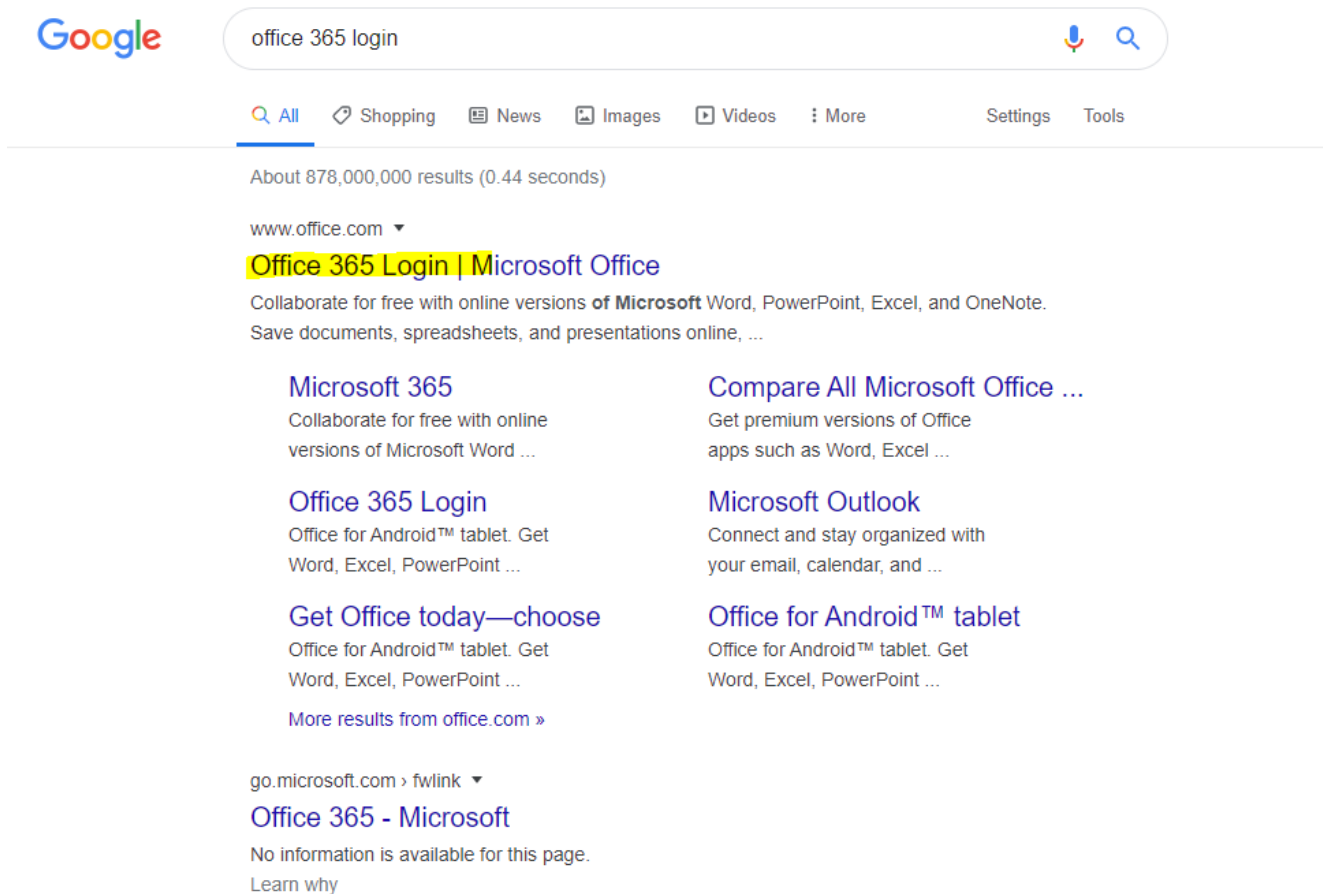 Google
office 365 login
All Shopping News Images Videos More Settings Tools
About 878,000,000 results (0.44 seconds)
www.office.com
Office 365 Login | Microsoft Office
Collaborate for free with online versions of Microsoft Word, PowerPoint, Excel, and OneNote.
Save documents, spreadsheets, and presentations online, ...
Microsoft 365
Collaborate for free with online
versions of Microsoft Word ...
Compare All Microsoft Office ...
Get premium versions of Office
apps such as Word, Excel ...
Office 365 Login
Office for Android™ tablet. Get
Word, Excel, PowerPoint ...
Microsoft Outlook
Connect and stay organized with
your email, calendar, and ...
Get Office today—choose
Office for Android™ tablet. Get
Word, Excel, PowerPoint ...
Office for Android™ tablet
Office for Android™ tablet. Get
Word, Excel, PowerPoint ...
More results from office.com »
go.microsoft.com › fwlink
Office 365 - Microsoft
No information is available for this page.
Learn why